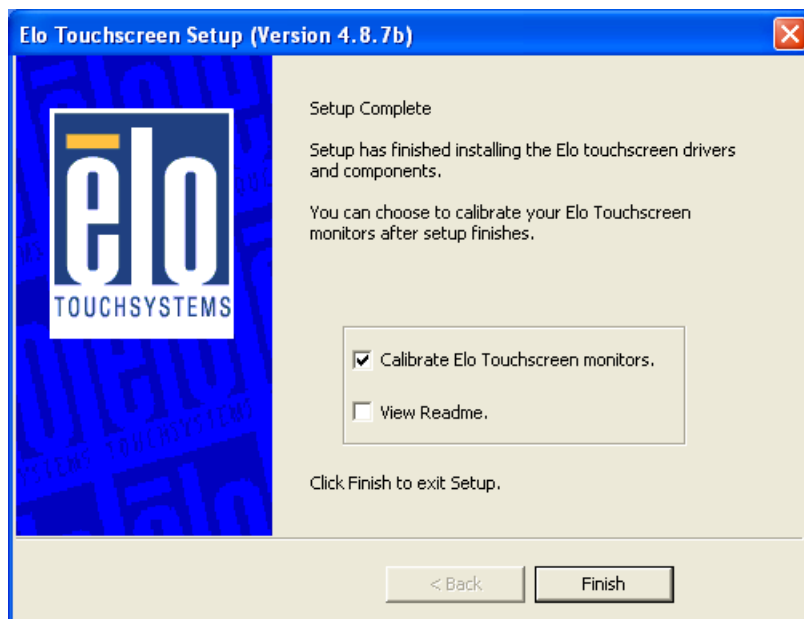 Elo Touchscreen Setup (Version 4.8.7b)
ēlo
TOUCHSYSTEMS
Setup Complete
Setup has finished installing the Elo touchscreen drivers
and components.
You can choose to calibrate your Elo Touchscreen
monitors after setup finishes.
Calibrate Elo Touchscreen monitors.
View Readme.
Click Finish to exit Setup.
< Back
Finish